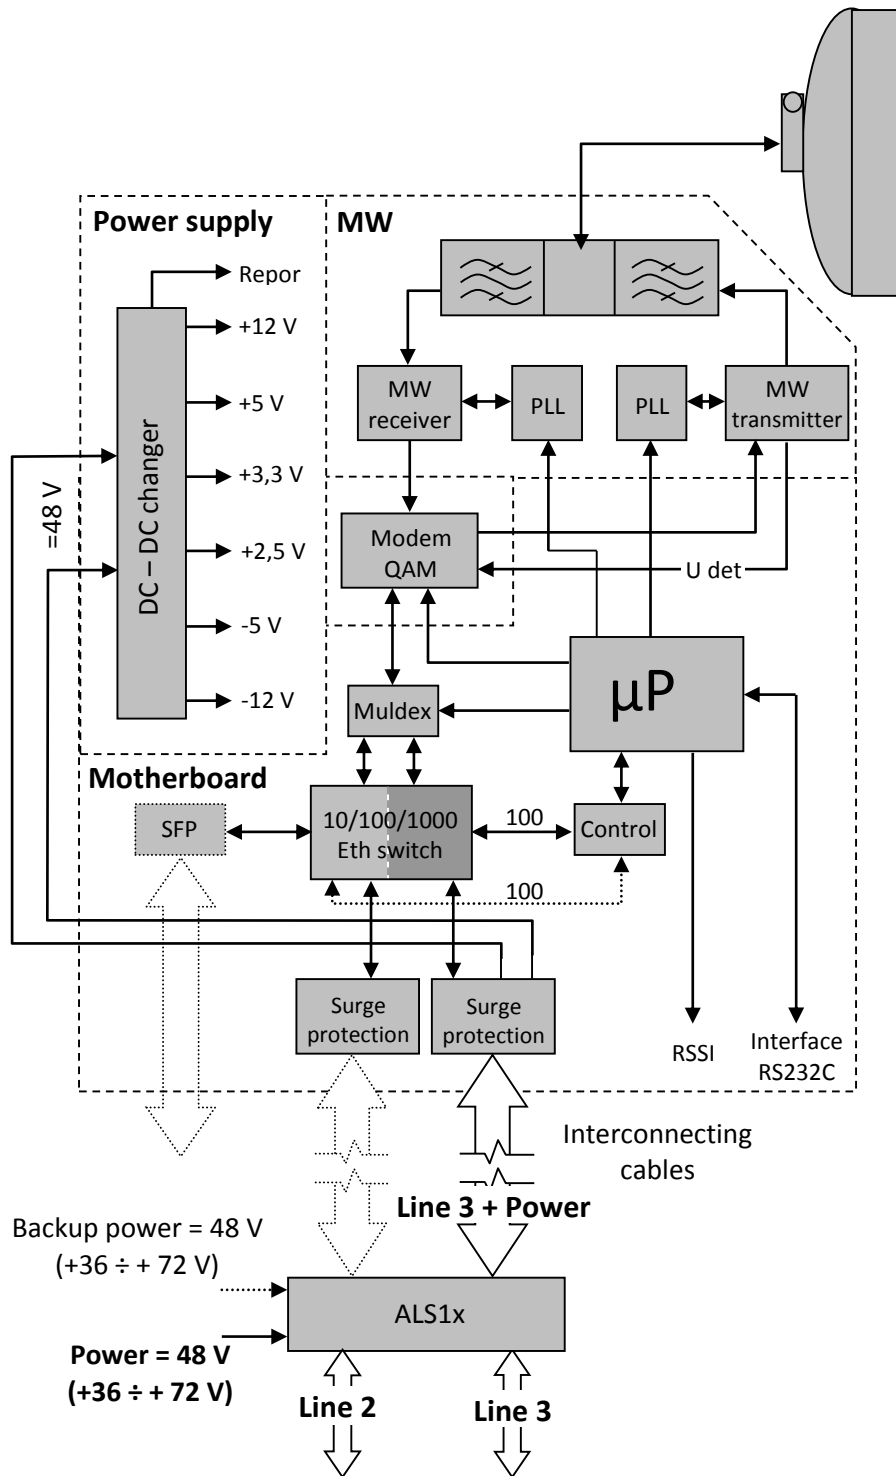 Power supply
MW
Repor
+12 V
+5 V
+3,3 V
+2,5 V
-5 V
-12 V
DC – DC changer
=48 V
MW
receiver
PLL
PLL
MW
transmitter
Modem
QAM
U det
µP
Muldex
Motherboard
SFP
10/100/1000
Eth switch
100
Control
100
Surge
protection
Surge
protection
RSSI
Interface
RS232C
Interconnecting
cables
Line 3 + Power
Backup power = 48 V
(+36 ÷ + 72 V)
ALS1x
Power = 48 V
(+36 ÷ + 72 V)
Line 2
Line 3